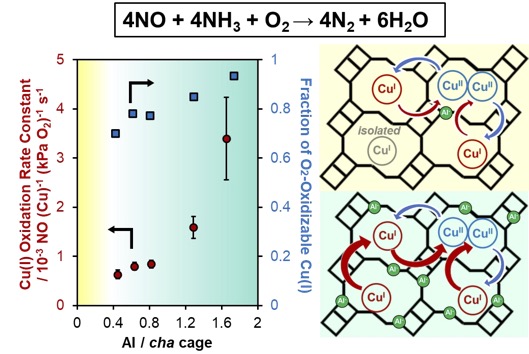 4NO + 4NH₃ + O₂ → 4N₂ + 6H₂O
Cu(I) Oxidation Rate Constant
/ 10⁻³ NO (Cu)⁻¹ (kPa O₂)⁻¹ s⁻¹
5
4
3
2
1
0
0 0.4 0.8 1.2 1.6 2
Al / cha cage
1
0.8
0.6
0.4
0.2
0
Fraction of O₂-Oxidizable Cu(I)
Cuᴵ Cuᴵᴵ Cuᴵᴵ
Al⁻
isolated
Cuᴵ Cuᴵ
Al⁻ Al⁻
Cuᴵ Cuᴵᴵ Cuᴵᴵ
Al⁻ Al⁻
Al⁻ Al⁻
Cuᴵ Cuᴵ
Al⁻ Al⁻